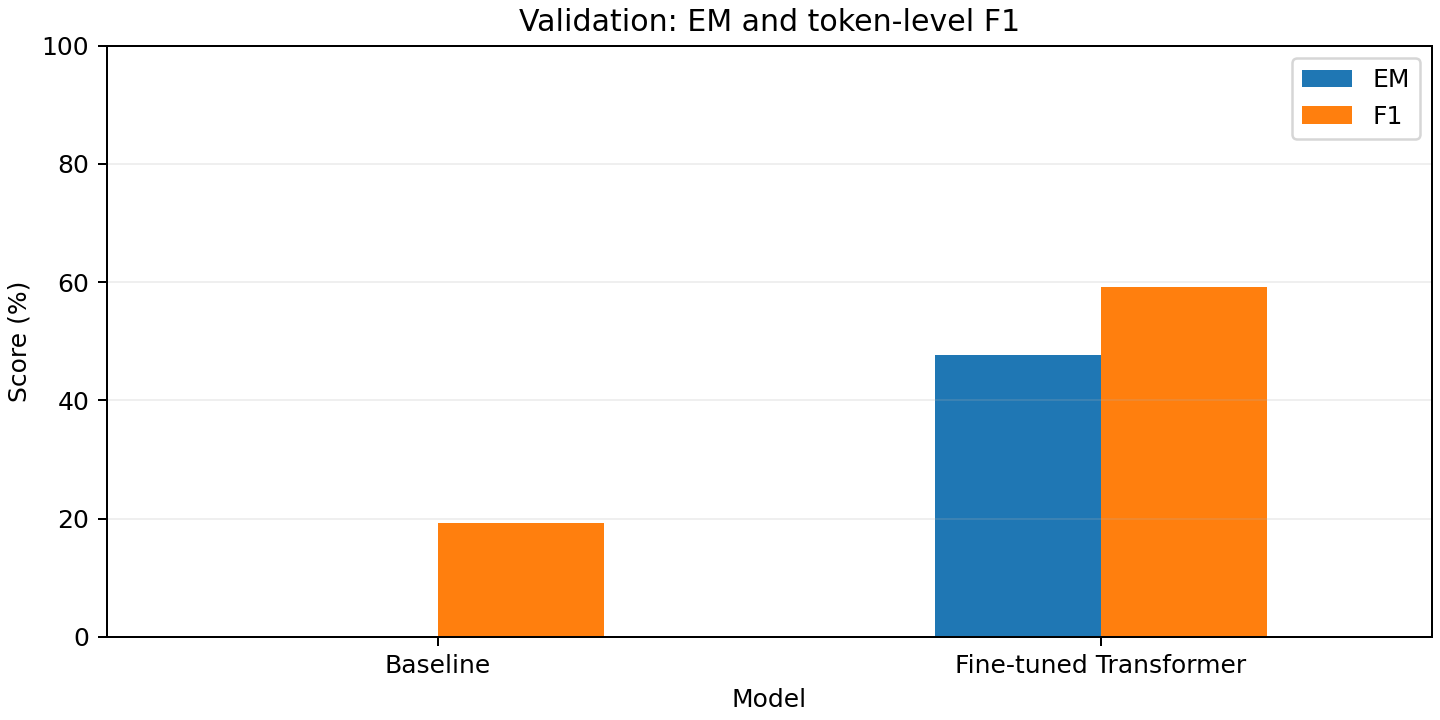 Validation: EM and token-level F1
100
80
60
40
20
0
Score (%)
EM
F1
Baseline
Fine-tuned Transformer
Model